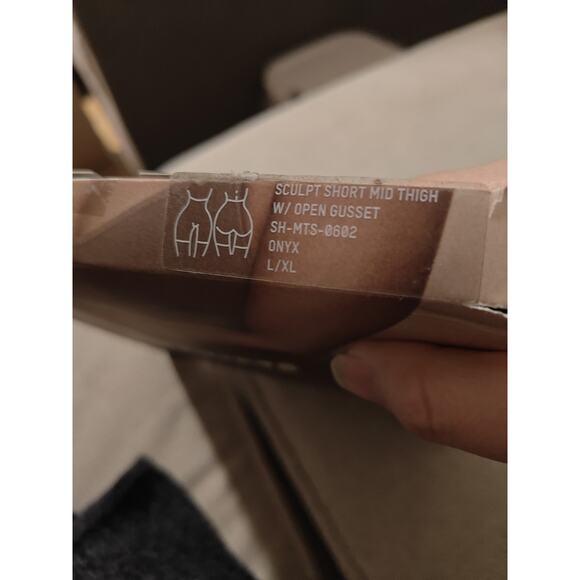 SCULPT SHORT MID THIGH
W/ OPEN GUSSET
SH-MTS-0602
ONYX
L/XL